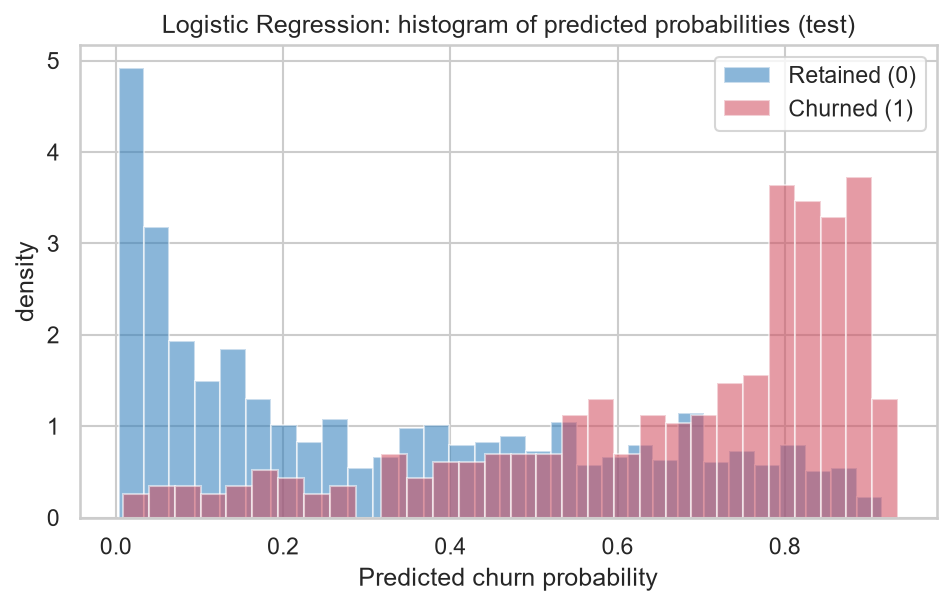 Logistic Regression: histogram of predicted probabilities (test)
Retained (0)
Churned (1)
density
5
4
3
2
1
0
0.0 0.2 0.4 0.6 0.8
Predicted churn probability